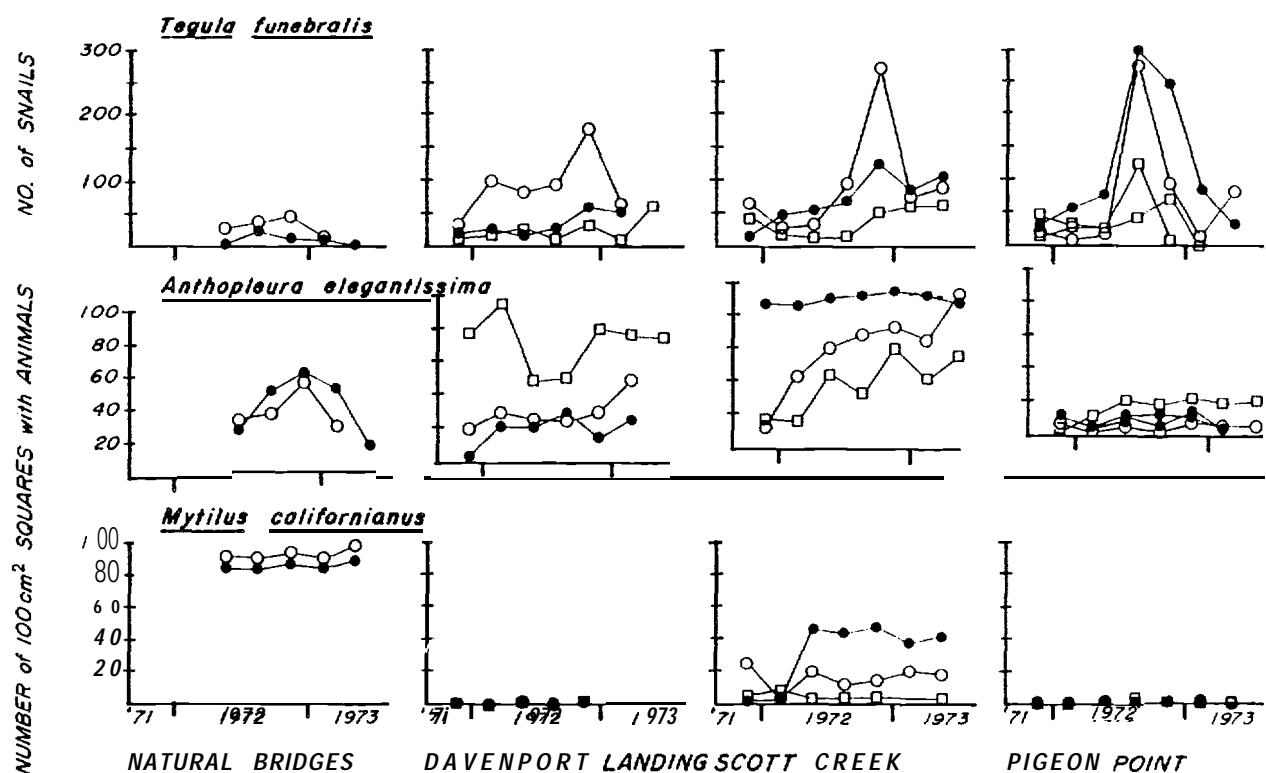 Tegula funebralis
NO. of SNAILS
300
200
100
Anthopleura elegantissima
NUMBER of 100cm² SQUARES with ANIMALS
100
80
60
40
20
Mytilus californianus
100
80
60
40
20
'71 1972 1973 '71 1972 1973 '71 1972 1973 '71 1972 1973
NATURAL BRIDGES DAVENPORT LANDING SCOTT CREEK PIGEON POINT